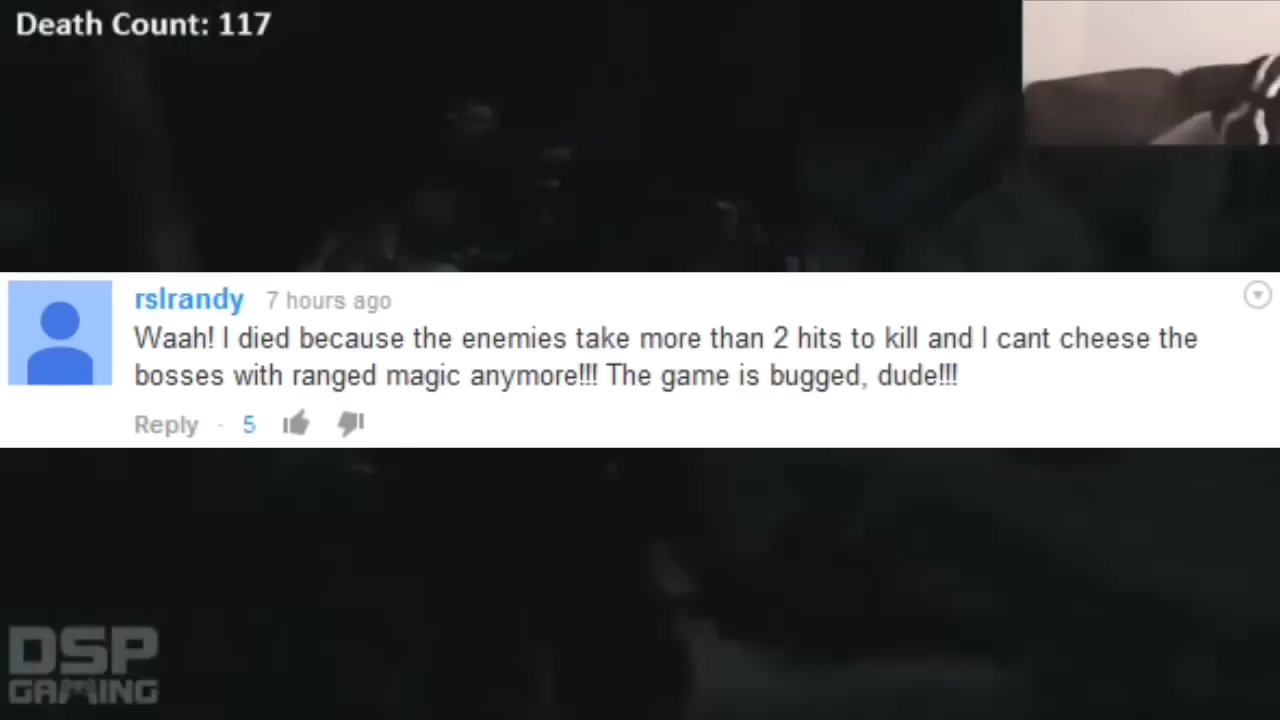 Death Count: 117
rslrandy 7 hours ago
Waah! I died because the enemies take more than 2 hits to kill and I cant cheese the
bosses with ranged magic anymore!!! The game is bugged, dude!!!
Reply · 5
DSP
GAMING